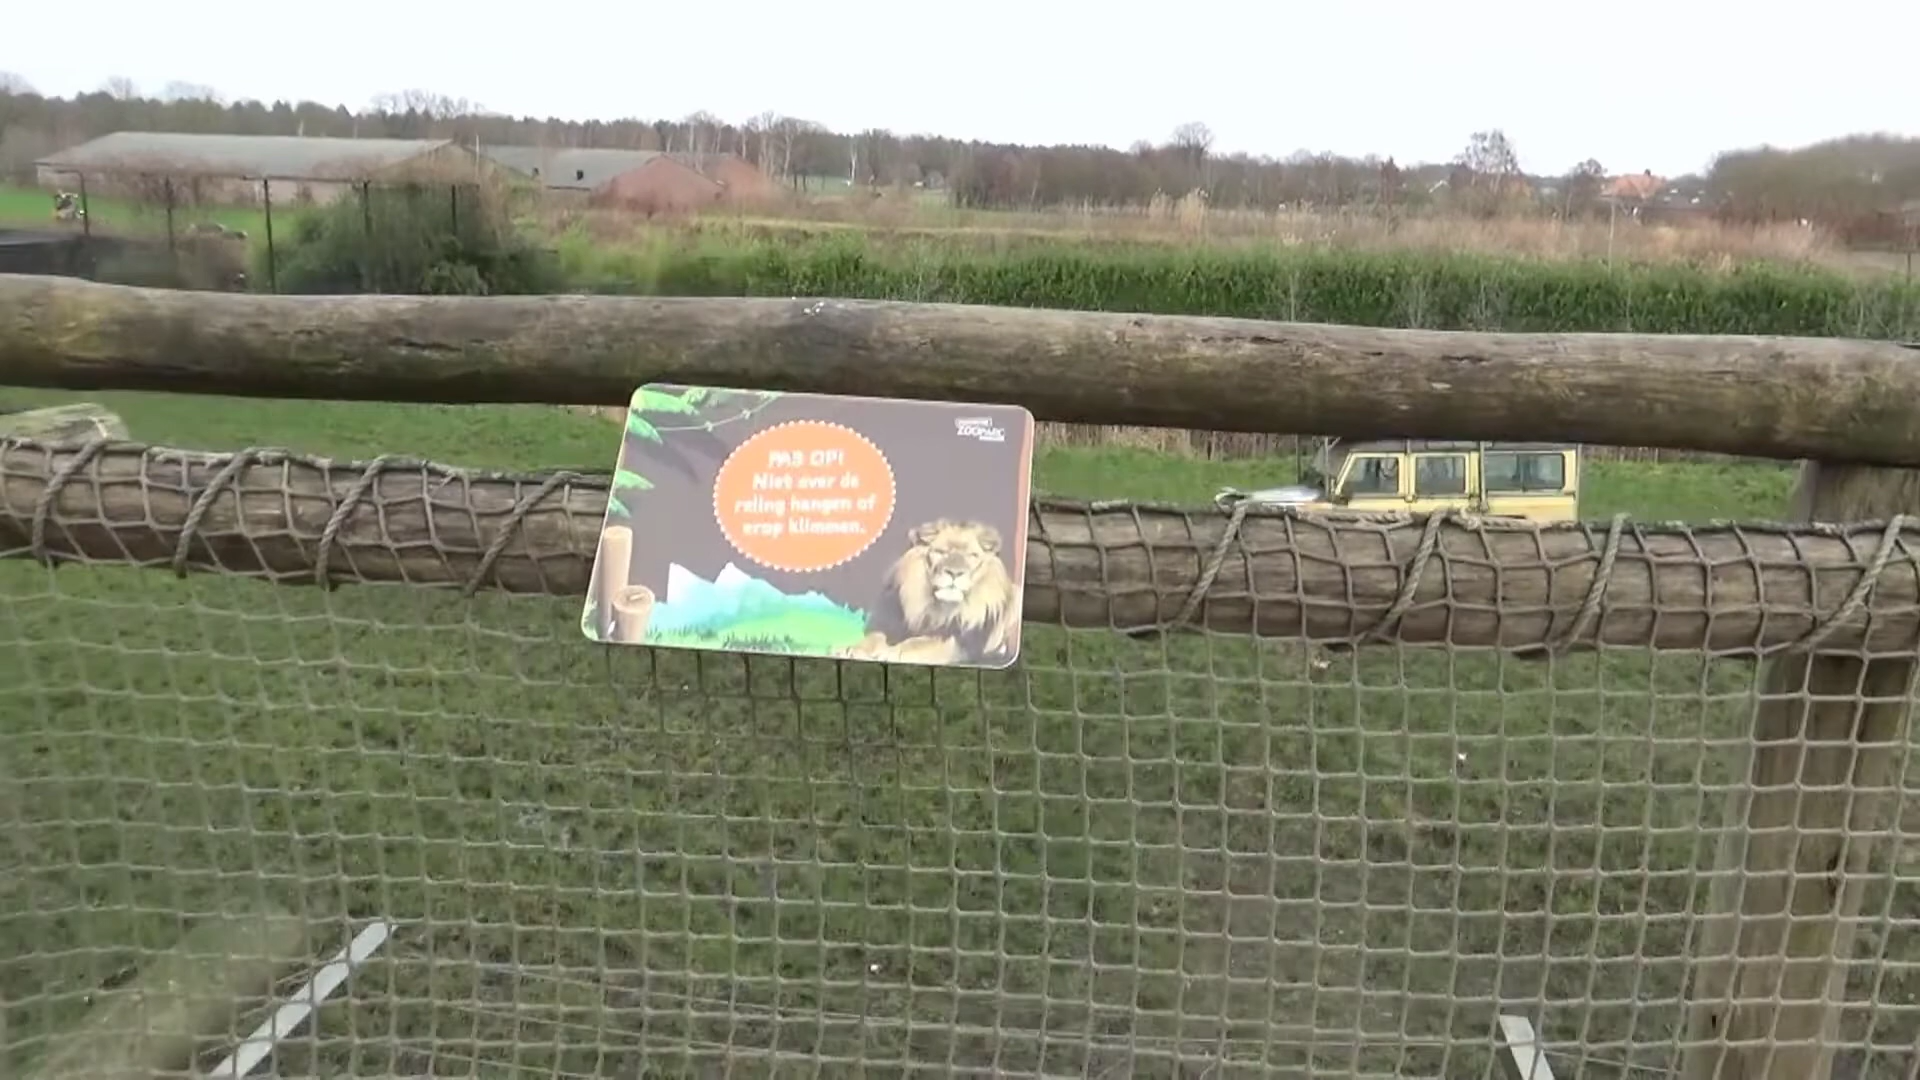 PAS OP!
Niet over de
reling hangen of
erop klimmen.
ZOOPARC